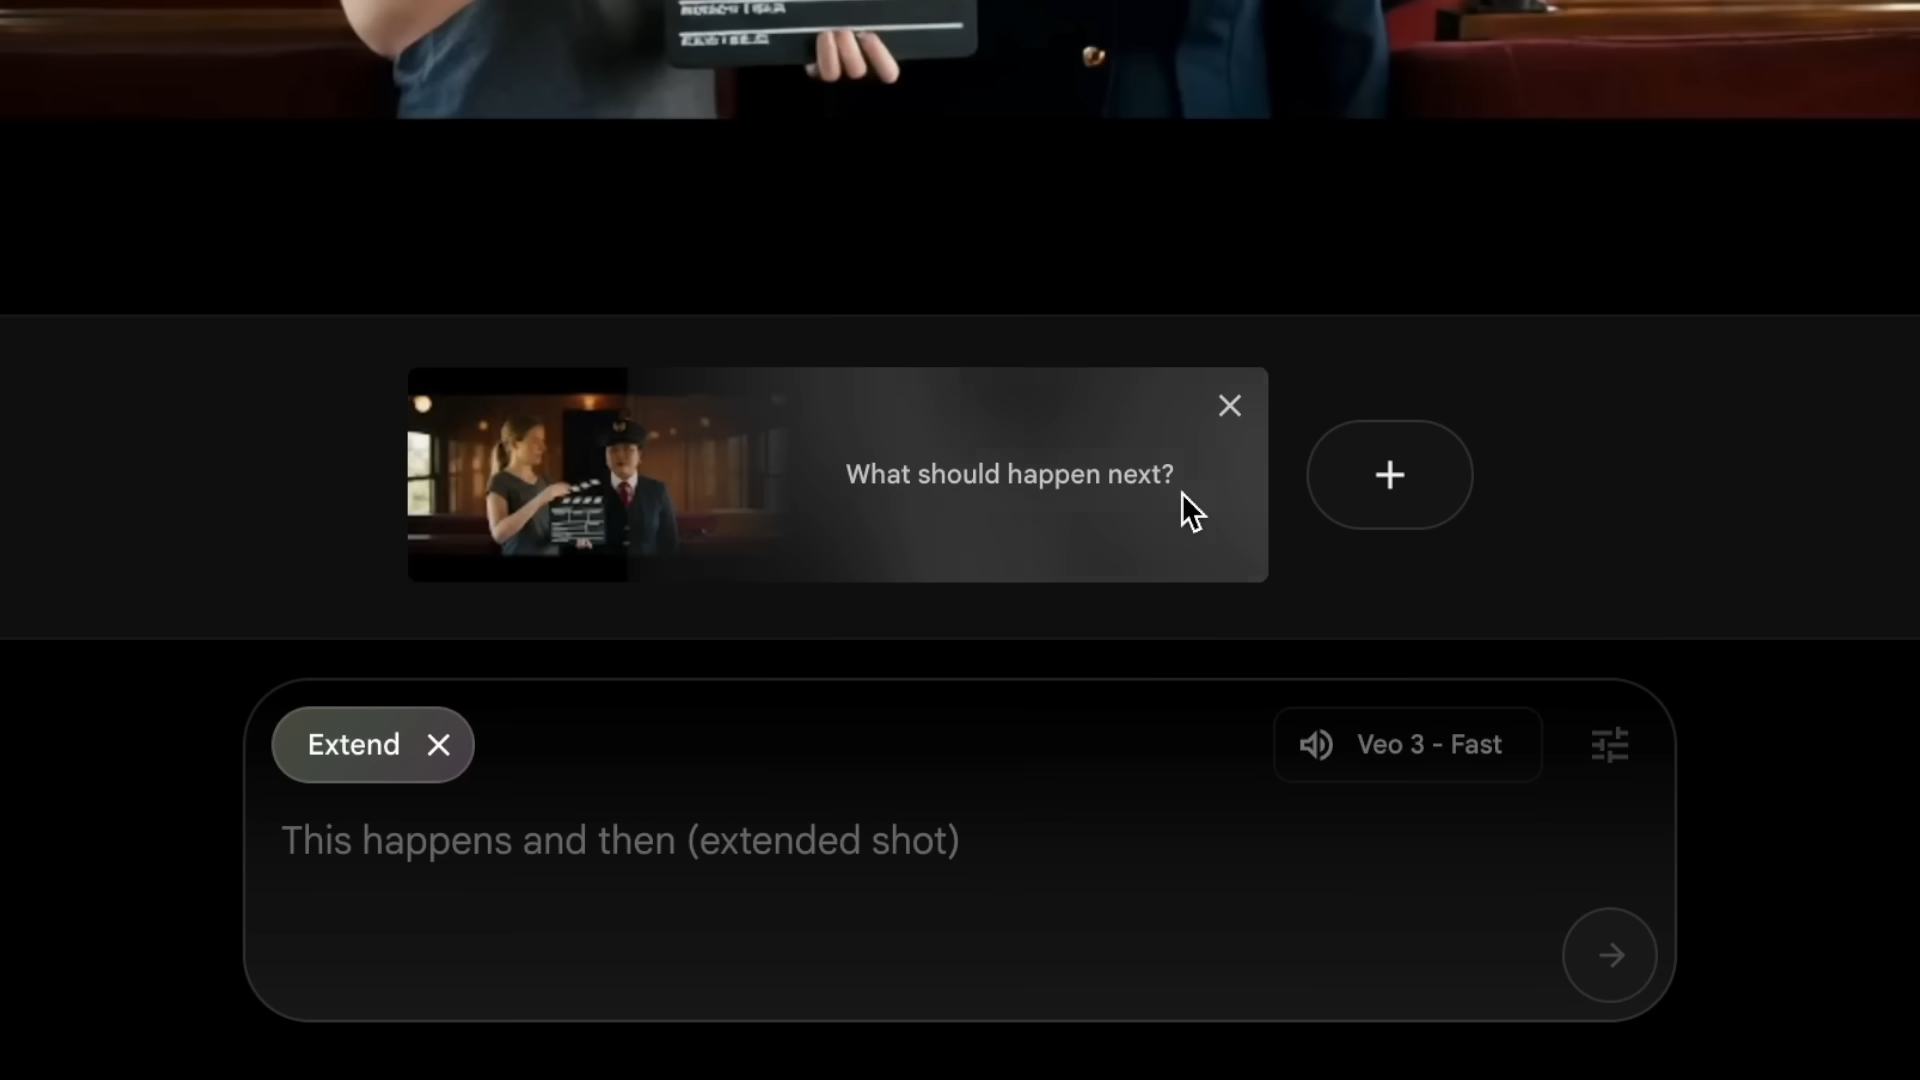 What should happen next?
Extend
Veo 3 - Fast
This happens and then (extended shot)